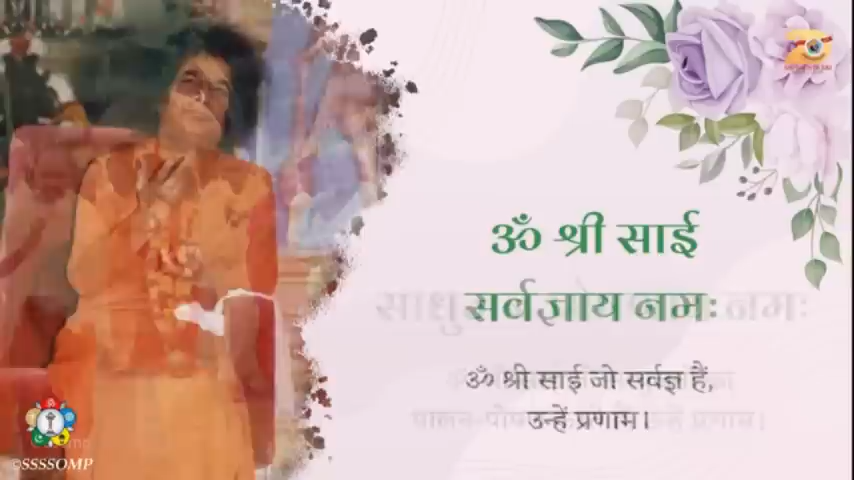 ॐ श्री साई
सर्वज्ञाय नमः
ॐ श्री साई जो सर्वज्ञ हैं,
उन्हें प्रणाम।
©SSSSOMP